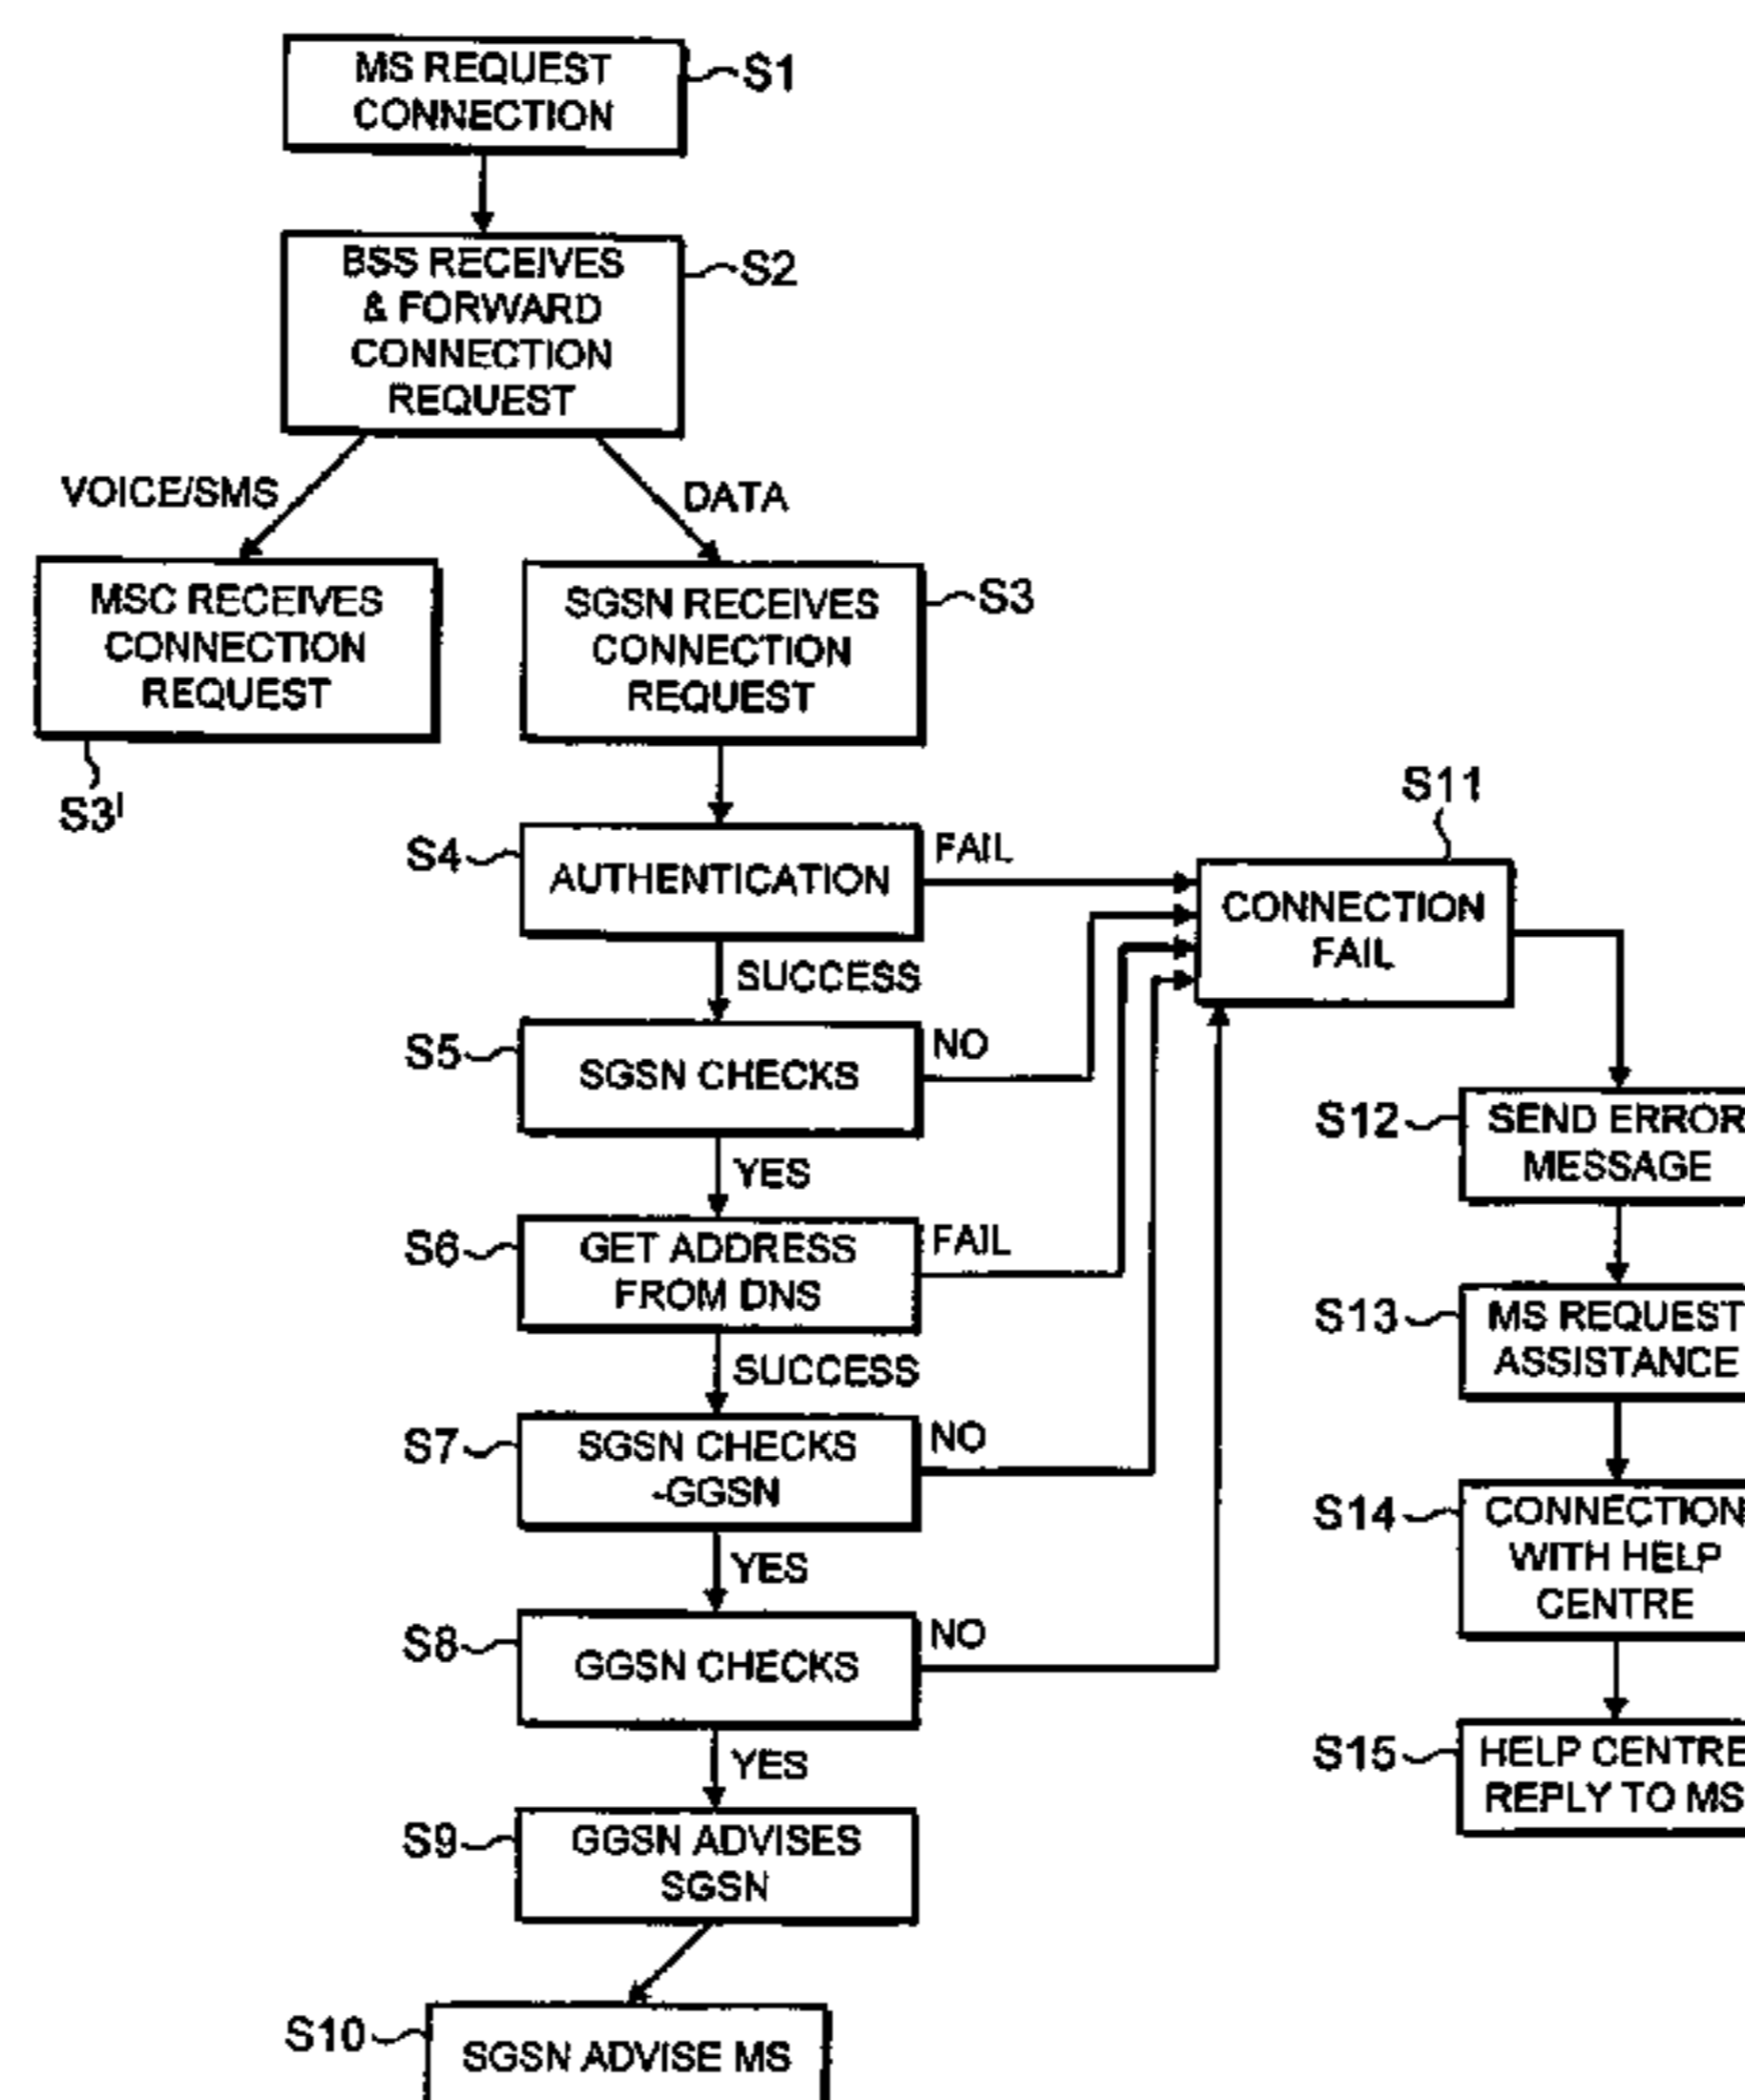 MS REQUEST
CONNECTION
S1
BSS RECEIVES
& FORWARD
CONNECTION
REQUEST
S2
VOICE/SMS
DATA
MSC RECEIVES
CONNECTION
REQUEST
S3'
SGSN RECEIVES
CONNECTION
REQUEST
S3
S4
AUTHENTICATION
FAIL
SUCCESS
S5
SGSN CHECKS
NO
YES
S6
GET ADDRESS
FROM DNS
FAIL
SUCCESS
S7
SGSN CHECKS
-GGSN
NO
YES
S8
GGSN CHECKS
NO
YES
S9
GGSN ADVISES
SGSN
S10
SGSN ADVISE MS
S11
CONNECTION
FAIL
S12
SEND ERROR
MESSAGE
S13
MS REQUEST
ASSISTANCE
S14
CONNECTION
WITH HELP
CENTRE
S15
HELP CENTRE
REPLY TO MS